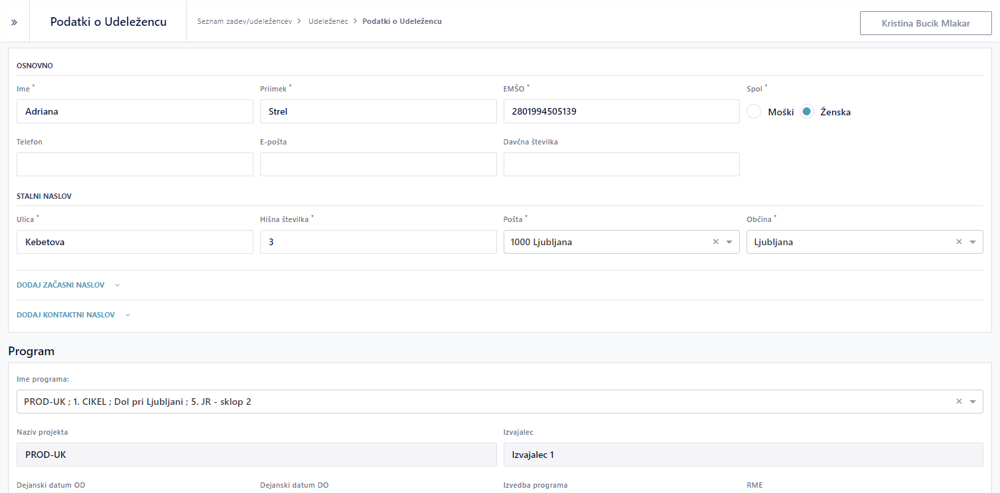 »
Podatki o Udeležencu
Seznam zadev/udeležencev > Udeleženec > Podatki o Udeležencu
Kristina Bucik Mlakar
OSNOVNO
Ime * Priimek * EMŠO * Spol *
Adriana Strel 2801994505139 Moški Ženska
Telefon E-pošta Davčna številka
STALNI NASLOV
Ulica * Hišna številka * Pošta * Občina *
Kebetova 3 1000 Ljubljana × Ljubljana ×
DODAJ ZAČASNI NASLOV
DODAJ KONTAKTNI NASLOV
Program
Ime programa:
PROD-UK ; 1. CIKEL ; Dol pri Ljubljani ; 5. JR - sklop 2 ×
Naziv projekta Izvajalec
PROD-UK Izvajalec 1
Dejanski datum OD Dejanski datum DO Izvedba programa RME